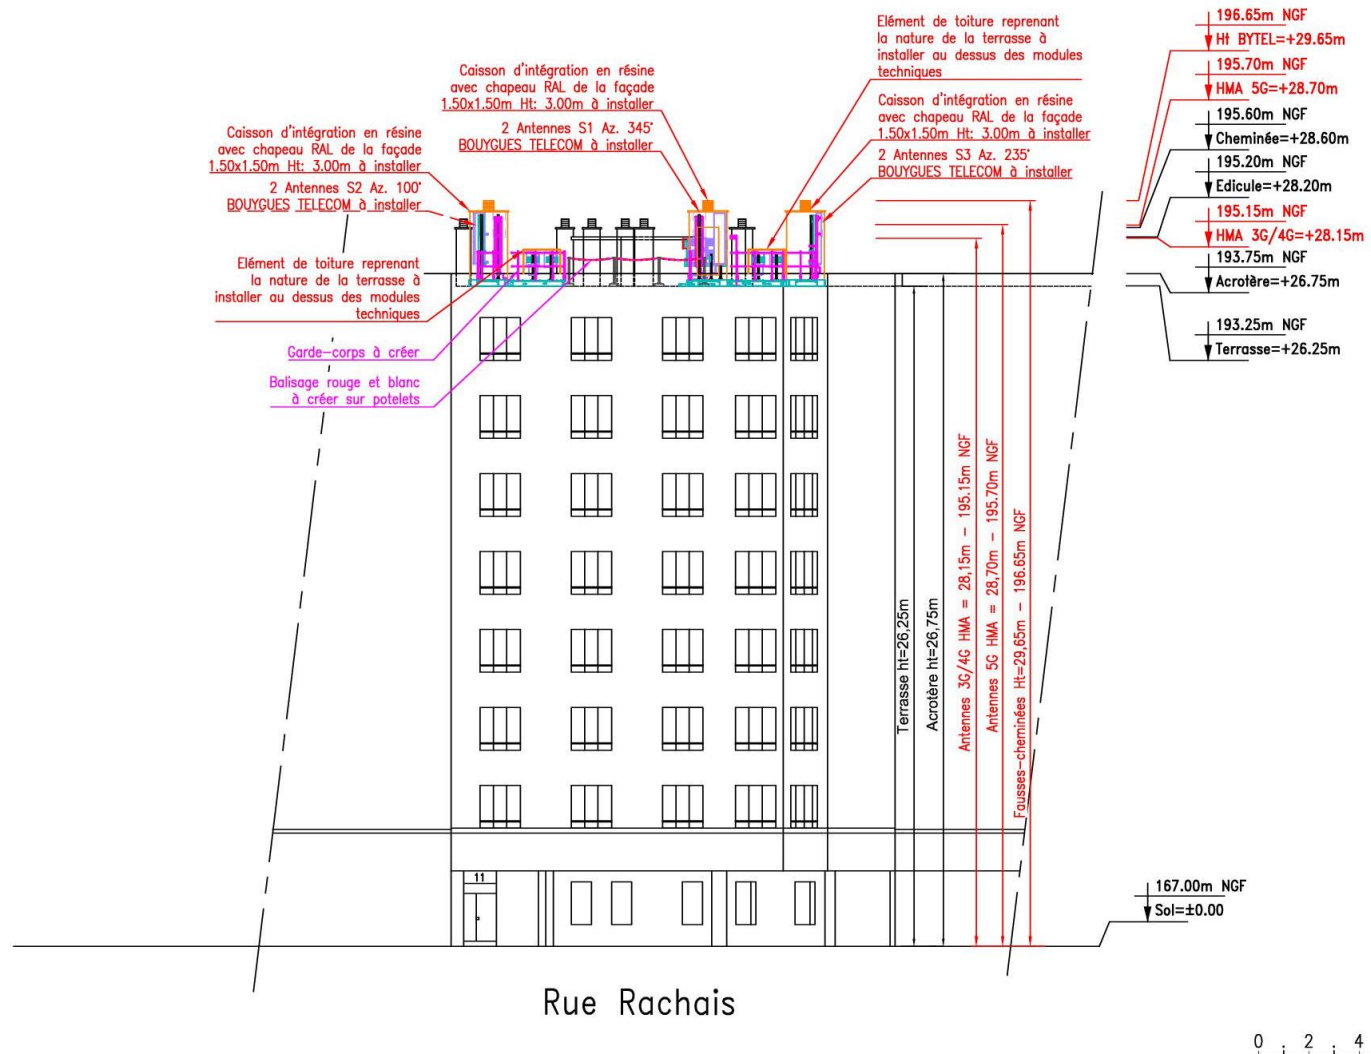 Elément de toiture reprenant
la nature de la terrasse à
installer au dessus des modules
techniques
Caisson d'intégration en résine
avec chapeau RAL de la façade
1.50x1.50m Ht: 3.00m à installer
2 Antennes S1 Az. 345°
BOUYGUES TELECOM à installer
Caisson d'intégration en résine
avec chapeau RAL de la façade
1.50x1.50m Ht: 3.00m à installer
2 Antennes S3 Az. 235°
BOUYGUES TELECOM à installer
Caisson d'intégration en résine
avec chapeau RAL de la façade
1.50x1.50m Ht: 3.00m à installer
2 Antennes S2 Az. 100°
BOUYGUES TELECOM à installer
Elément de toiture reprenant
la nature de la terrasse à
installer au dessus des modules
techniques
Garde-corps à créer
Balisage rouge et blanc
à créer sur potelets
196.65m NGF
Ht BYTEL=+29.65m
195.70m NGF
HMA 5G=+28.70m
195.60m NGF
Cheminée=+28.60m
195.20m NGF
Edicule=+28.20m
195.15m NGF
HMA 3G/4G=+28.15m
193.75m NGF
Acrotère=+26.75m
193.25m NGF
Terrasse=+26.25m
Terrasse ht=26,25m
Acrotère ht=26,75m
Antennes 3G/4G HMA = 28,15m - 195.15m NGF
Antennes 5G HMA = 28,70m - 195.70m NGF
Fausses-cheminées Ht=29,65m - 196.65m NGF
11
167.00m NGF
Sol=±0.00
Rue Rachais
0 2 4